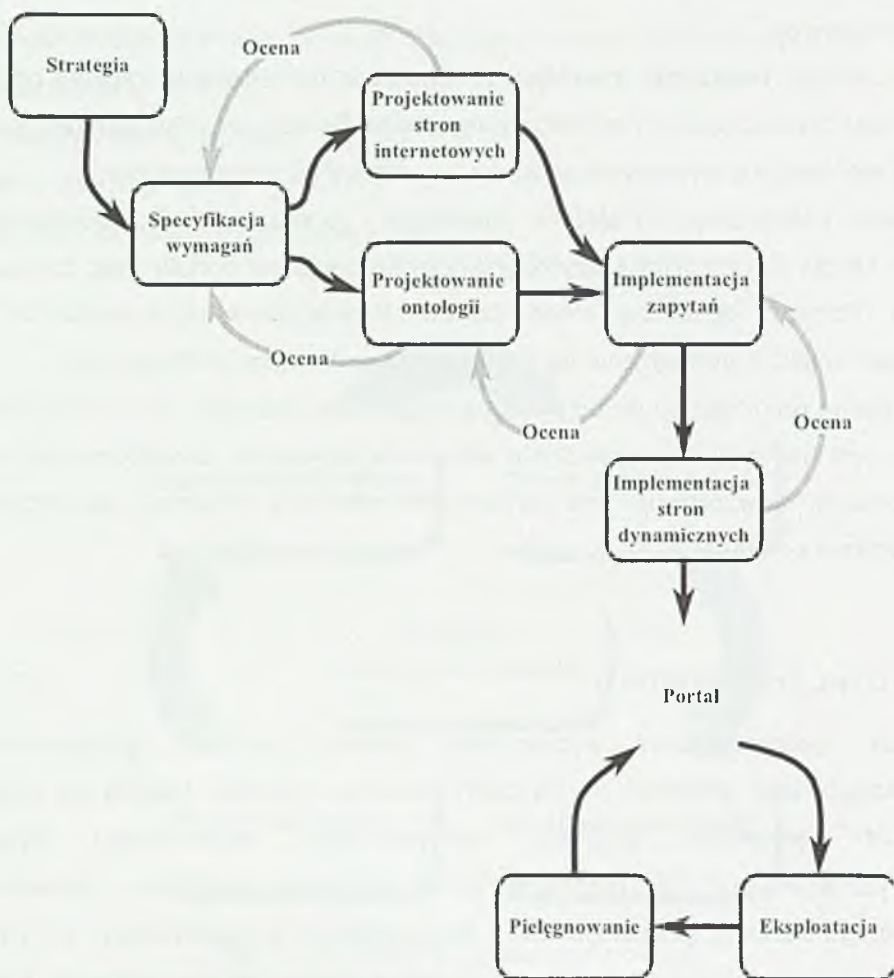 Strategia
Ocena
Projektowanie
stron
internetowych
Specyfikacja
wymagań
Projektowanie
ontologii
Implementacja
zapytań
Ocena
Ocena
Ocena
Implementacja
stron
dynamicznych
Portal
Pielęgnowanie
Eksploatacja